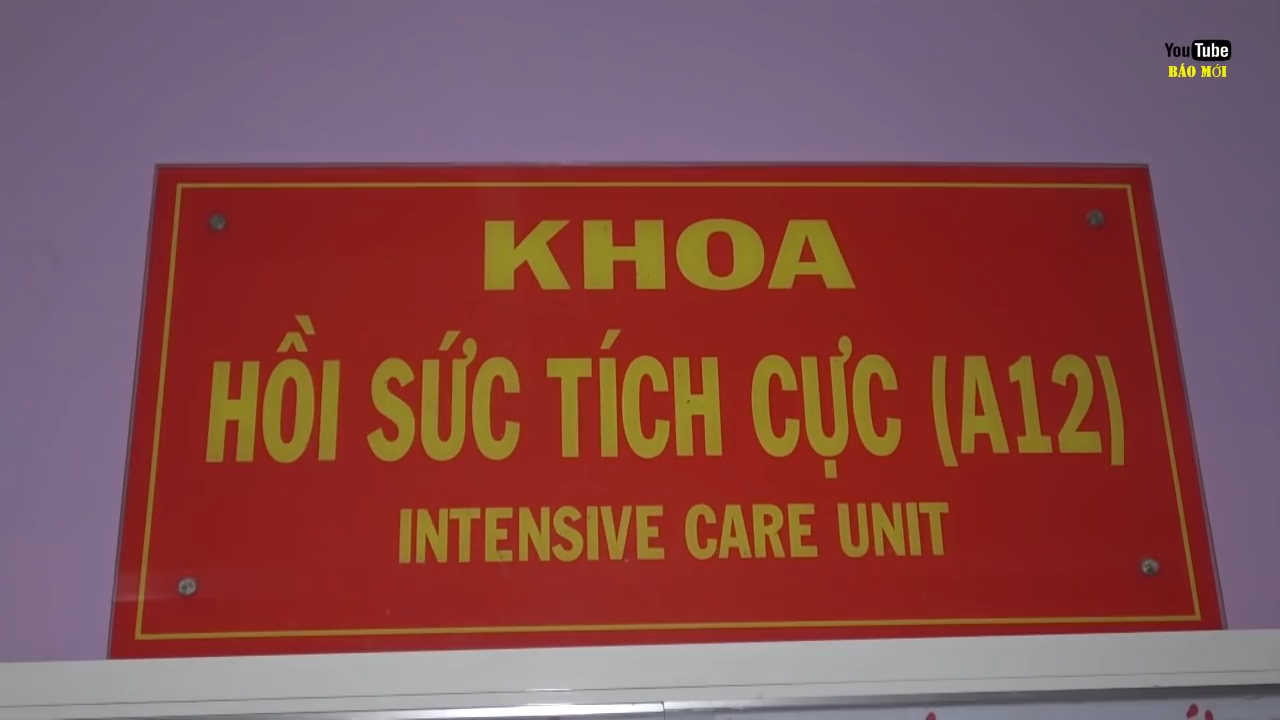 YouTube
BÁO MỚI
KHOA
HỒI SỨC TÍCH CỰC (A12)
INTENSIVE CARE UNIT